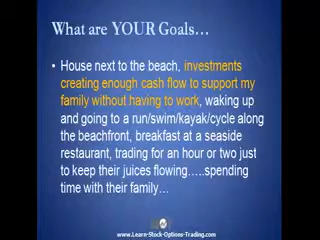 What are YOUR Goals…
• House next to the beach, investments
creating enough cash flow to support my
family without having to work, waking up
and going to a run/swim/kayak/cycle along
the beachfront, breakfast at a seaside
restaurant, trading for an hour or two just
to keep their juices flowing…..spending
time with their family…
www.Learn-Stock-Options-Trading.com